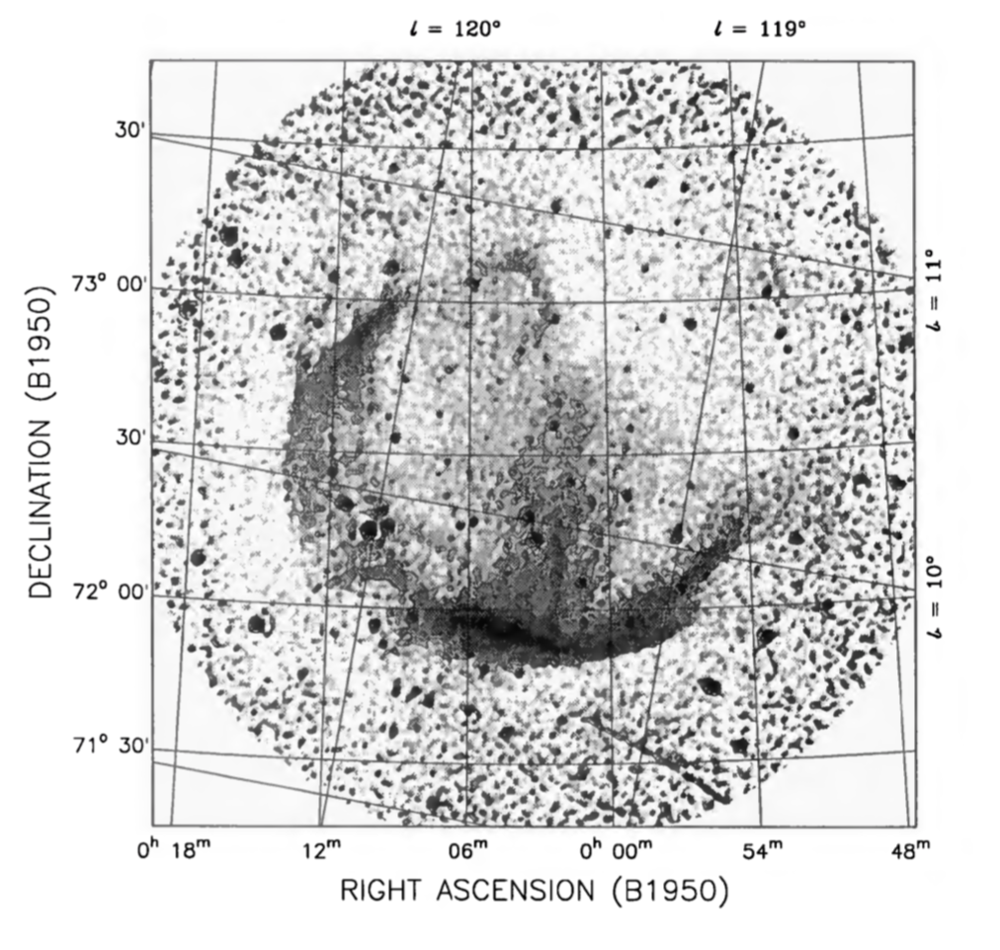 l = 120° l = 119°
30'
73° 00'
30'
72° 00'
71° 30'
DECLINATION (B1950)
l = 11°
l = 10°
0ʰ 18ᵐ 12ᵐ 06ᵐ 0ʰ 00ᵐ 54ᵐ 48ᵐ
RIGHT ASCENSION (B1950)